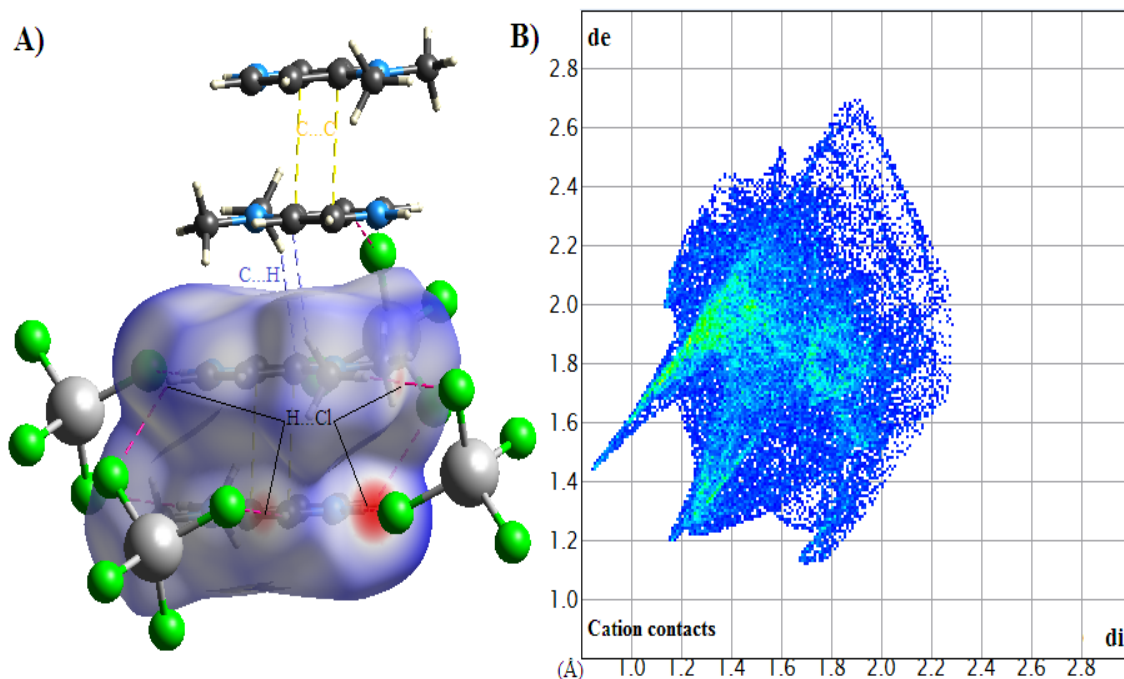 A)
C...C
C...H
H...Cl
B)
de
2.8
2.6
2.4
2.2
2.0
1.8
1.6
1.4
1.2
1.0
Cation contacts
di
(Å)
1.0 1.2 1.4 1.6 1.8 2.0 2.2 2.4 2.6 2.8